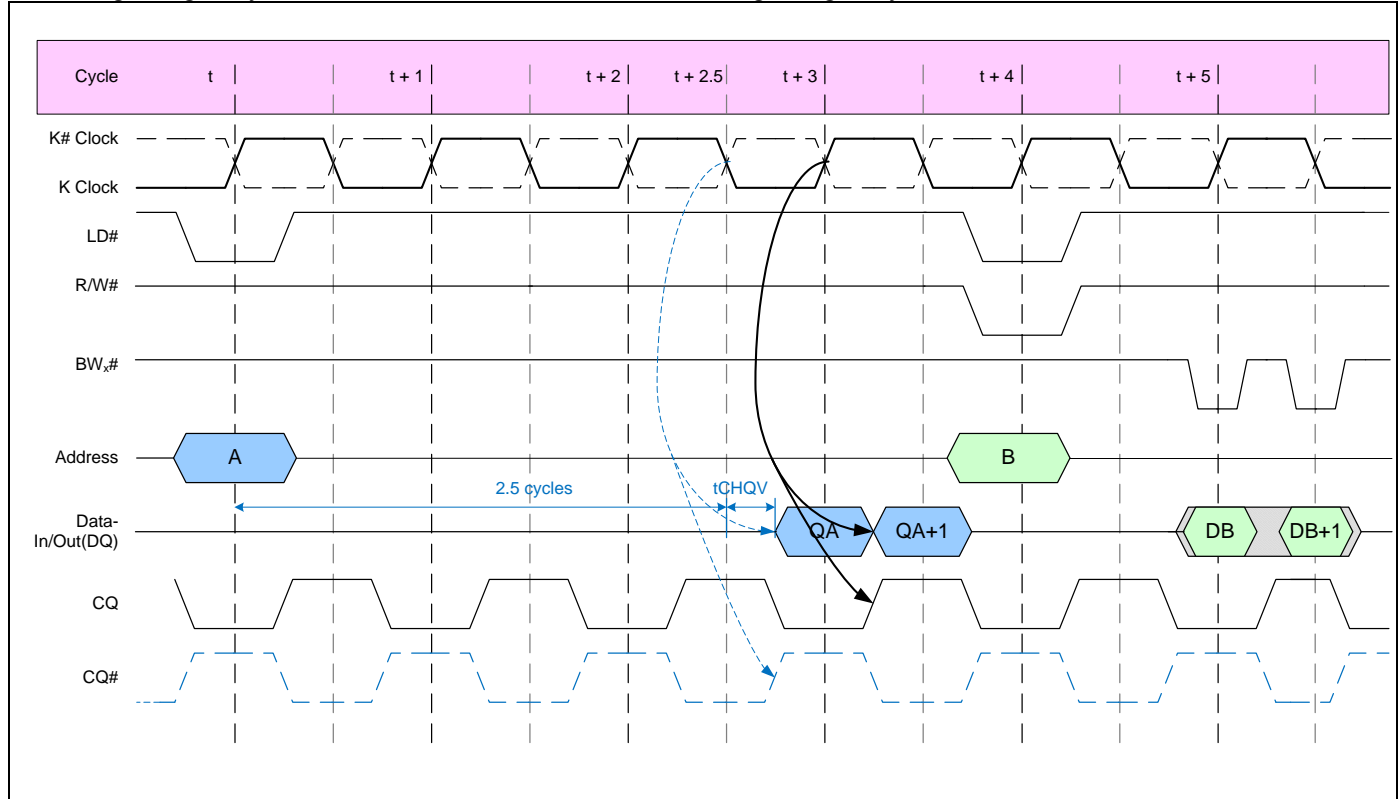 Cycle t t + 1 t + 2 t + 2.5 t + 3 t + 4 t + 5
K# Clock
K Clock
LD#
R/W#
BWx#
Address A B
2.5 cycles tCHQV
Data-
In/Out(DQ) QA QA+1 DB DB+1
CQ
CQ#